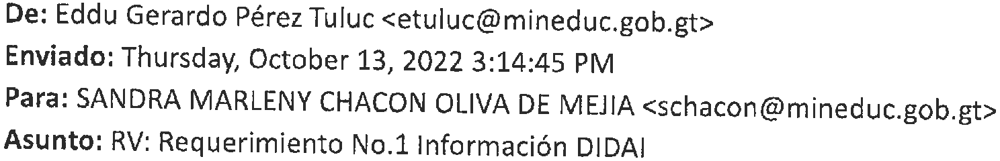 De: Eddu Gerardo Pérez Tuluc <etuluc@mineduc.gob.gt>
Enviado: Thursday, October 13, 2022 3:14:45 PM
Para: SANDRA MARLENY CHACON OLIVA DE MEJIA <schacon@mineduc.gob.gt>
Asunto: RV: Requerimiento No.1 Información DIDAI